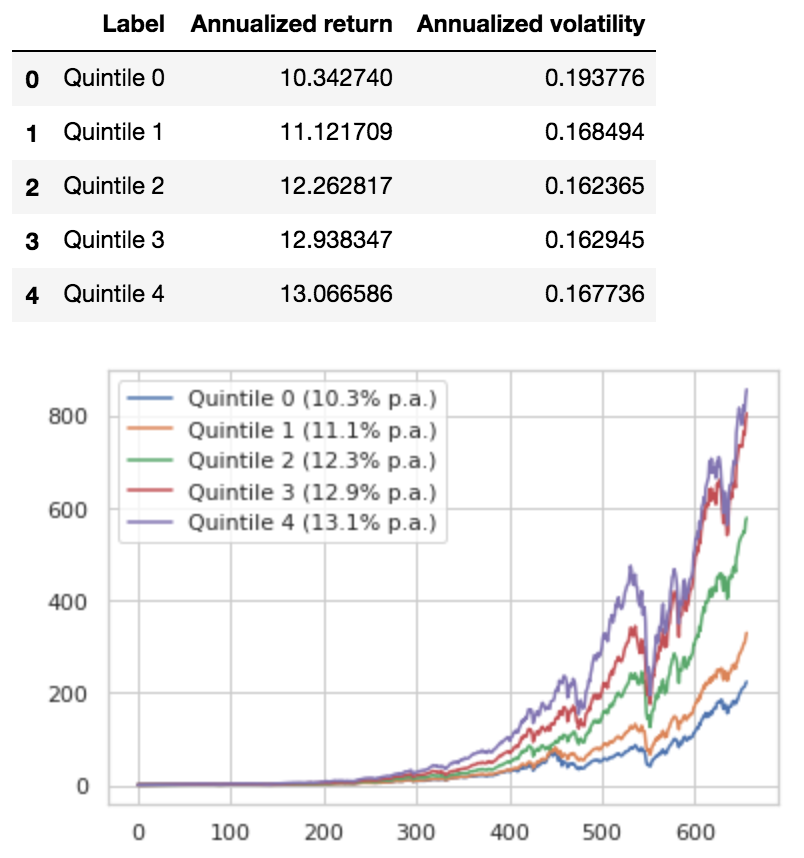 Label Annualized return Annualized volatility
0 Quintile 0 10.342740 0.193776
1 Quintile 1 11.121709 0.168494
2 Quintile 2 12.262817 0.162365
3 Quintile 3 12.938347 0.162945
4 Quintile 4 13.066586 0.167736
Quintile 0 (10.3% p.a.)
Quintile 1 (11.1% p.a.)
Quintile 2 (12.3% p.a.)
Quintile 3 (12.9% p.a.)
Quintile 4 (13.1% p.a.)
800
600
400
200
0
0 100 200 300 400 500 600